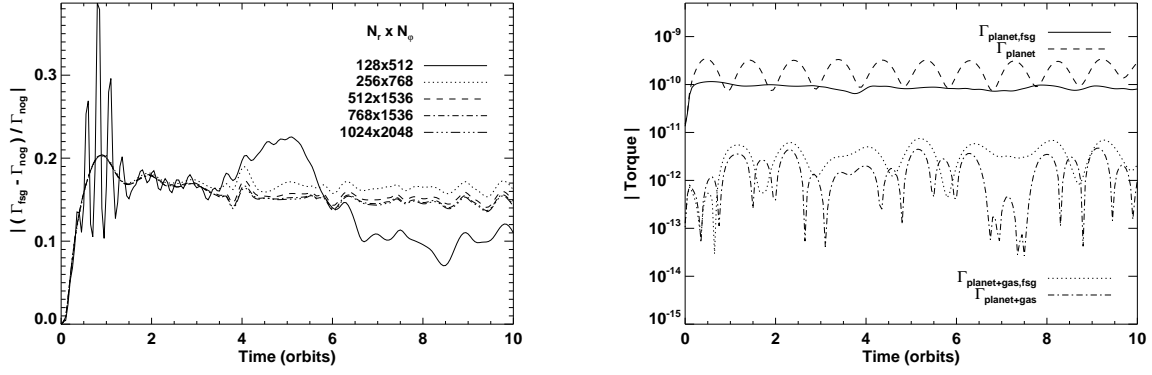 | ( Γfsg - Γnog ) / Γnog |
0.3
0.2
0.1
0.0
Nr x Nφ
128x512
256x768
512x1536
768x1536
1024x2048
0 2 4 6 8 10
Time (orbits)
| Torque |
10-9
10-10
10-11
10-12
10-13
10-14
10-15
Γplanet,fsg
Γplanet
Γplanet+gas,fsg
Γplanet+gas
0 2 4 6 8 10
Time (orbits)